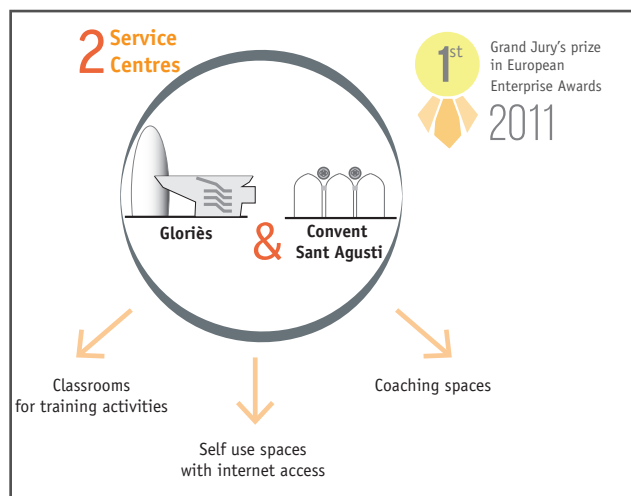 2 Service
Centres
1st
Grand Jury's prize
in European
Enterprise Awards
2011
Gloriès
&
Convent
Sant Agusti
Classrooms
for training activities
Self use spaces
with internet access
Coaching spaces